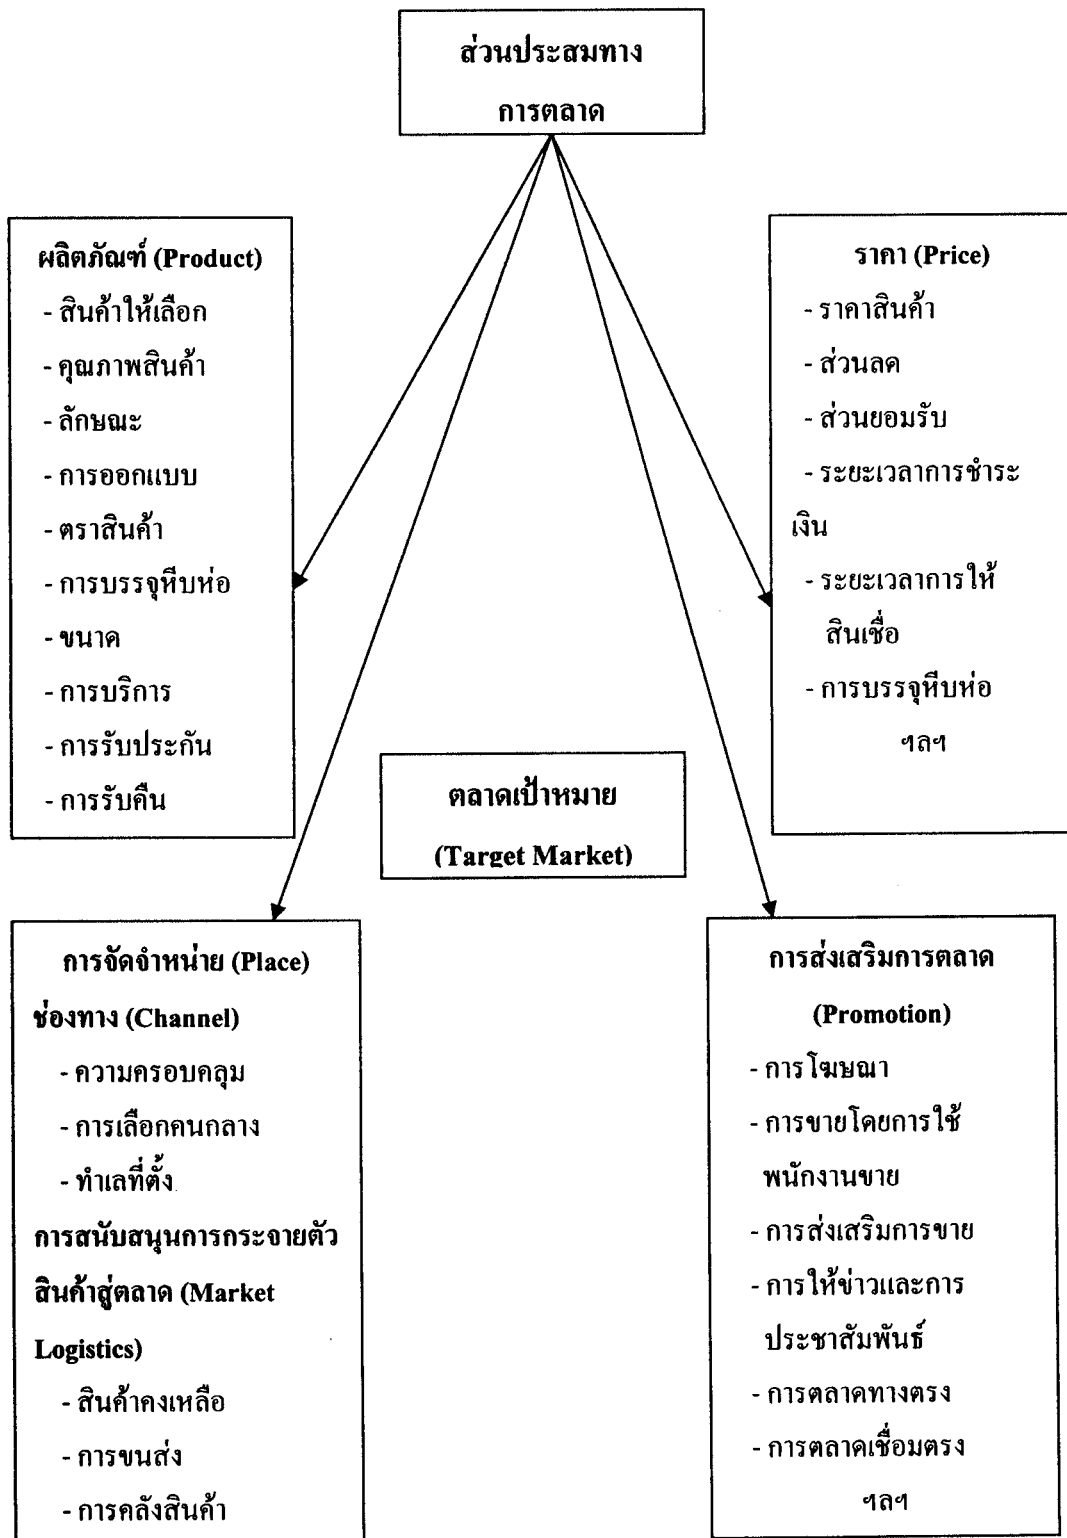 ส่วนประสมทาง
การตลาด
ผลิตภัณฑ์ (Product)
- สินค้าให้เลือก
- คุณภาพสินค้า
- ลักษณะ
- การออกแบบ
- ตราสินค้า
- การบรรจุหีบห่อ
- ขนาด
- การบริการ
- การรับประกัน
- การรับคืน
ราคา (Price)
- ราคาสินค้า
- ส่วนลด
- ส่วนยอมรับ
- ระยะเวลาการชำระ
เงิน
- ระยะเวลาการให้
สินเชื่อ
- การบรรจุหีบห่อ
ฯลฯ
ตลาดเป้าหมาย
(Target Market)
การจัดจำหน่าย (Place)
ช่องทาง (Channel)
- ความครอบคลุม
- การเลือกคนกลาง
- ทำเลที่ตั้ง
การสนับสนุนการกระจายตัว
สินค้าสู่ตลาด (Market
Logistics)
- สินค้าคงเหลือ
- การขนส่ง
- การคลังสินค้า
การส่งเสริมการตลาด
(Promotion)
- การโฆษณา
- การขายโดยการใช้
พนักงานขาย
- การส่งเสริมการขาย
- การให้ข่าวและการ
ประชาสัมพันธ์
- การตลาดทางตรง
- การตลาดเชื่อมตรง
ฯลฯ